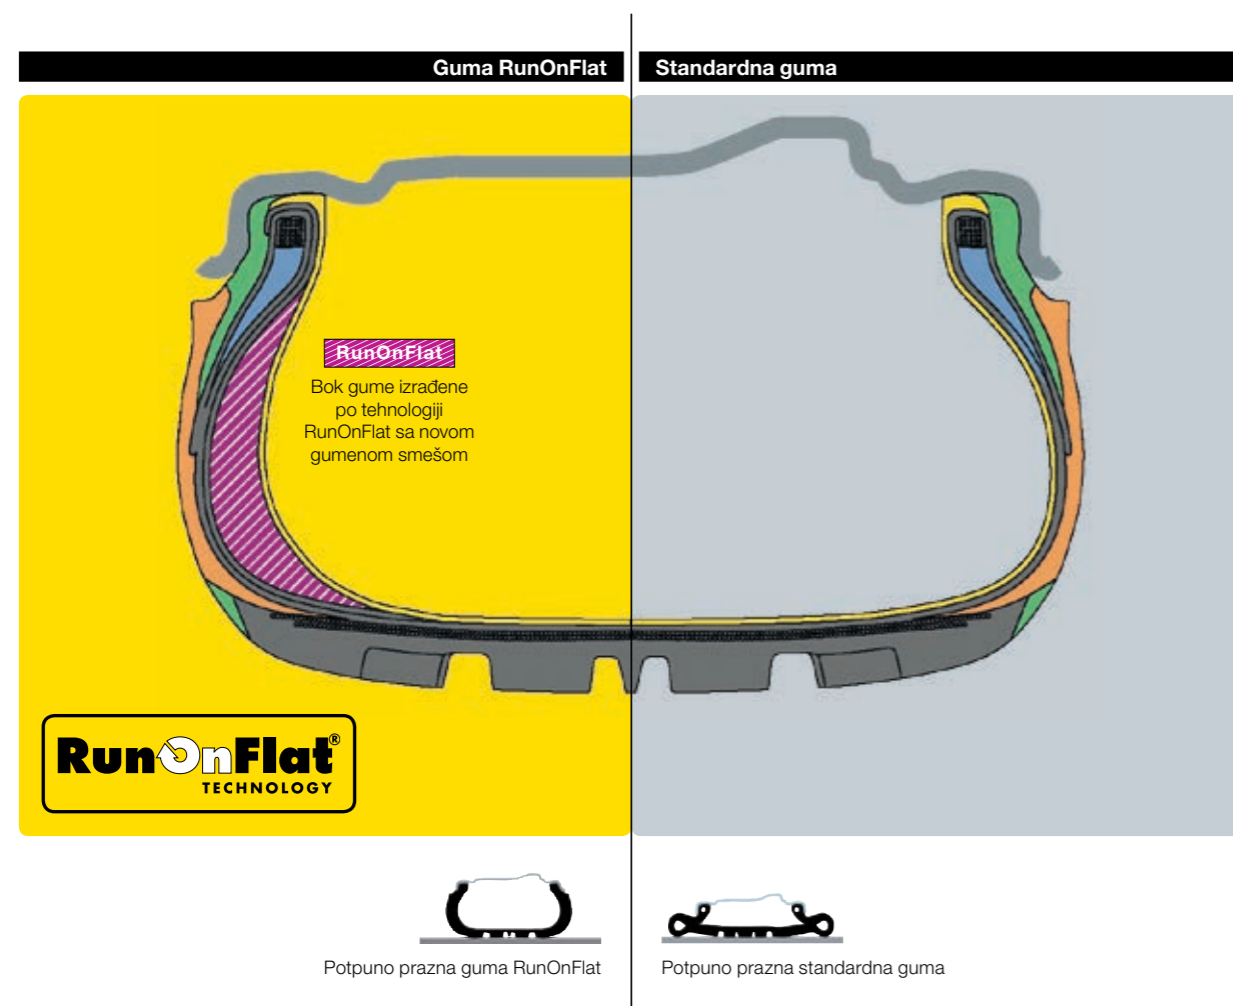 Guma RunOnFlat
Standardna guma
RunOnFlat
Bok gume izrađene
po tehnologiji
RunOnFlat sa novom
gumenom smešom
RunOnFlat®
TECHNOLOGY
Potpuno prazna guma RunOnFlat
Potpuno prazna standardna guma